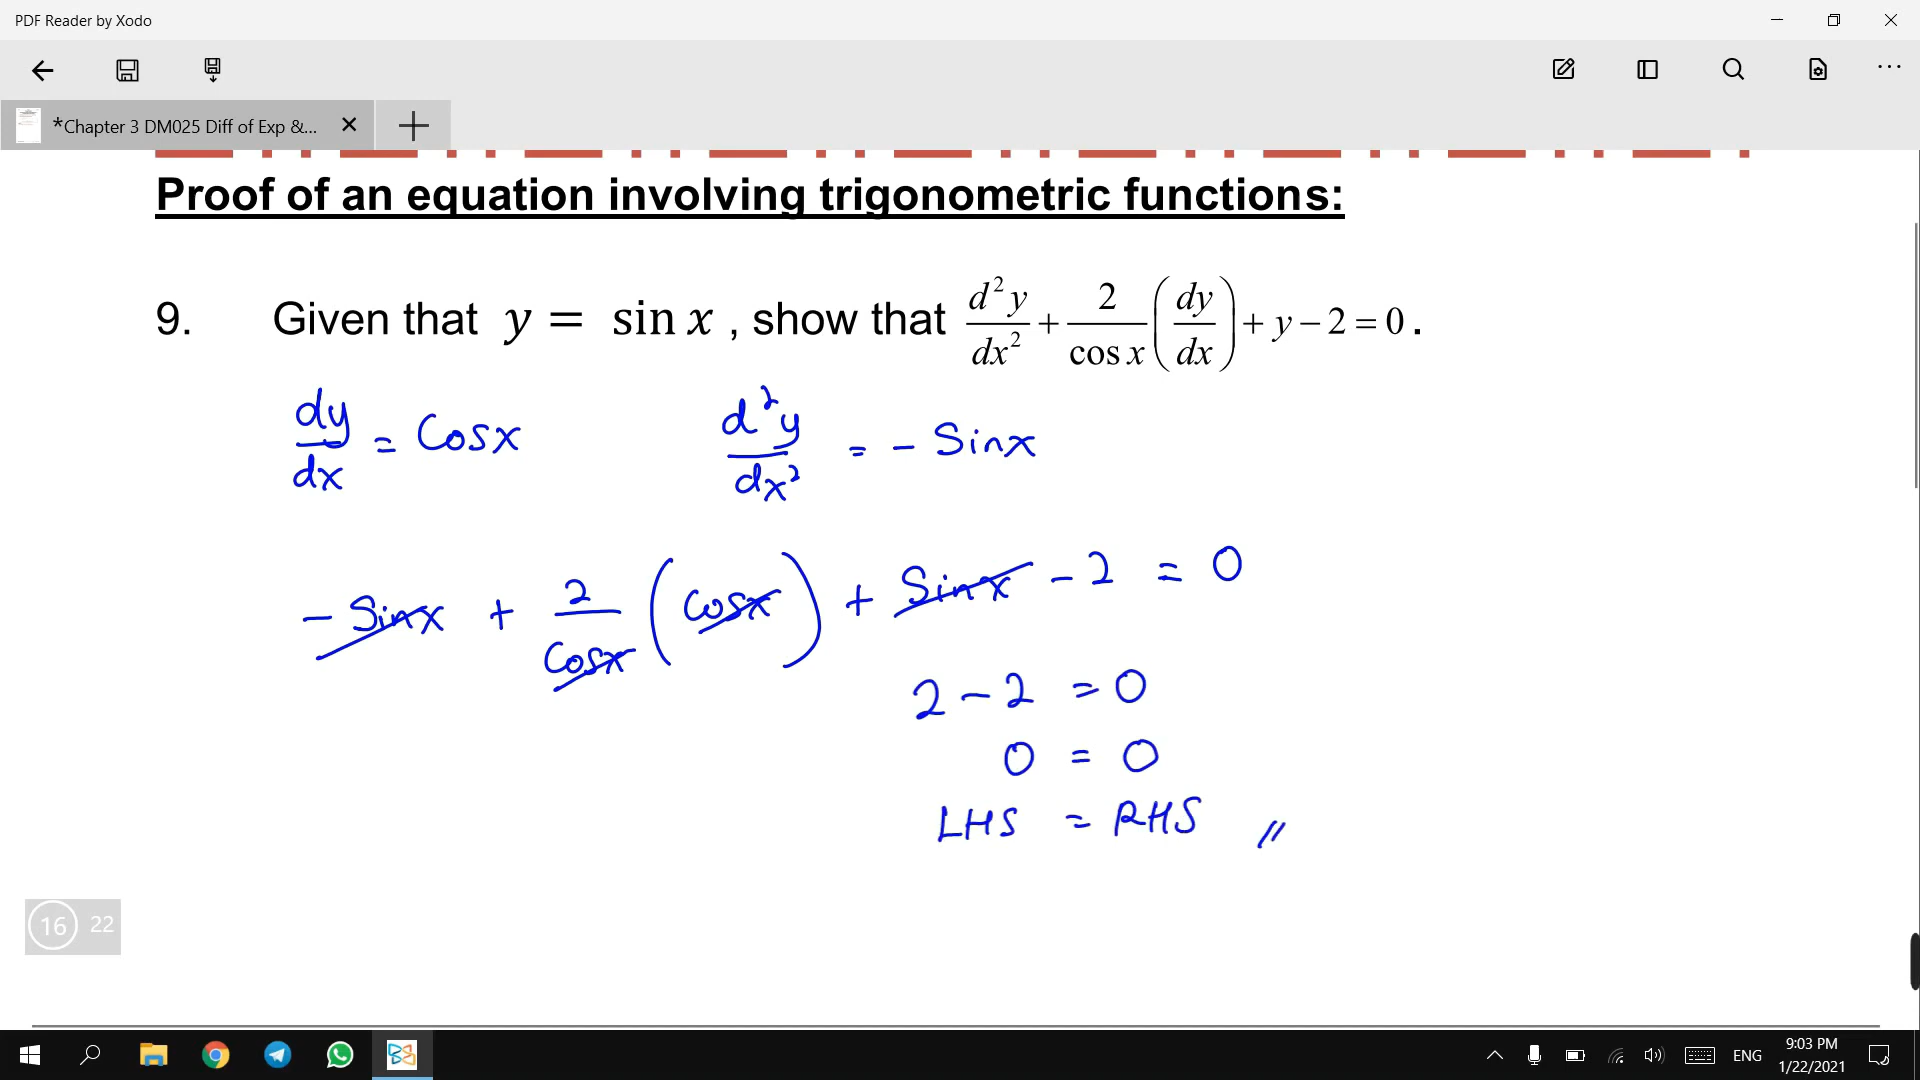 PDF Reader by Xodo
*Chapter 3 DM025 Diff of Exp &...
Proof of an equation involving trigonometric functions:
9. Given that y = sin x , show that d²y/dx² + 2/cos x (dy/dx) + y − 2 = 0 .
dy/dx = Cosx d²y/dx² = - Sinx
- Sinx + 2/Cosx (Cosx) + Sinx - 2 = 0
2 - 2 = 0
0 = 0
LHS = RHS //
16 22
ENG
9:03 PM
1/22/2021